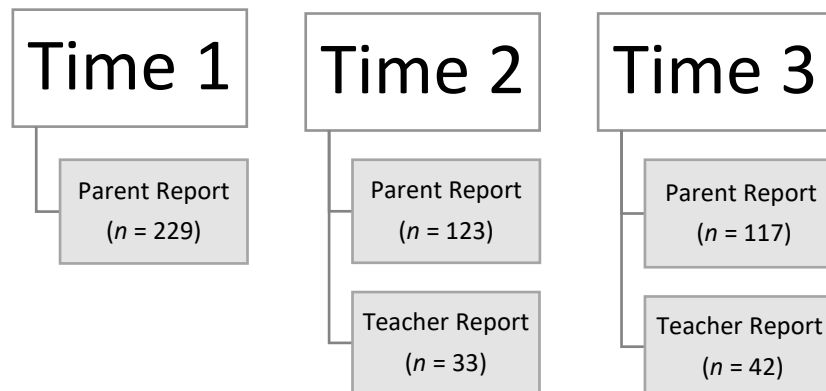 Time 1
Parent Report
(n = 229)
Time 2
Parent Report
(n = 123)
Teacher Report
(n = 33)
Time 3
Parent Report
(n = 117)
Teacher Report
(n = 42)